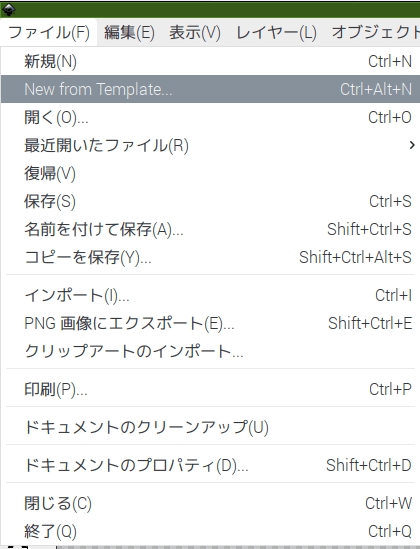 ファイル(F) 編集(E) 表示(V) レイヤー(L) オブジェクト
新規(N) Ctrl+N
New from Template... Ctrl+Alt+N
開く(O)... Ctrl+O
最近開いたファイル(R)
復帰(V)
保存(S) Ctrl+S
名前を付けて保存(A)... Shift+Ctrl+S
コピーを保存(Y)... Shift+Ctrl+Alt+S
インポート(I)... Ctrl+I
PNG 画像にエクスポート(E)... Shift+Ctrl+E
クリップアートのインポート...
印刷(P)... Ctrl+P
ドキュメントのクリーンアップ(U)
ドキュメントのプロパティ(D)... Shift+Ctrl+D
閉じる(C) Ctrl+W
終了(Q) Ctrl+Q